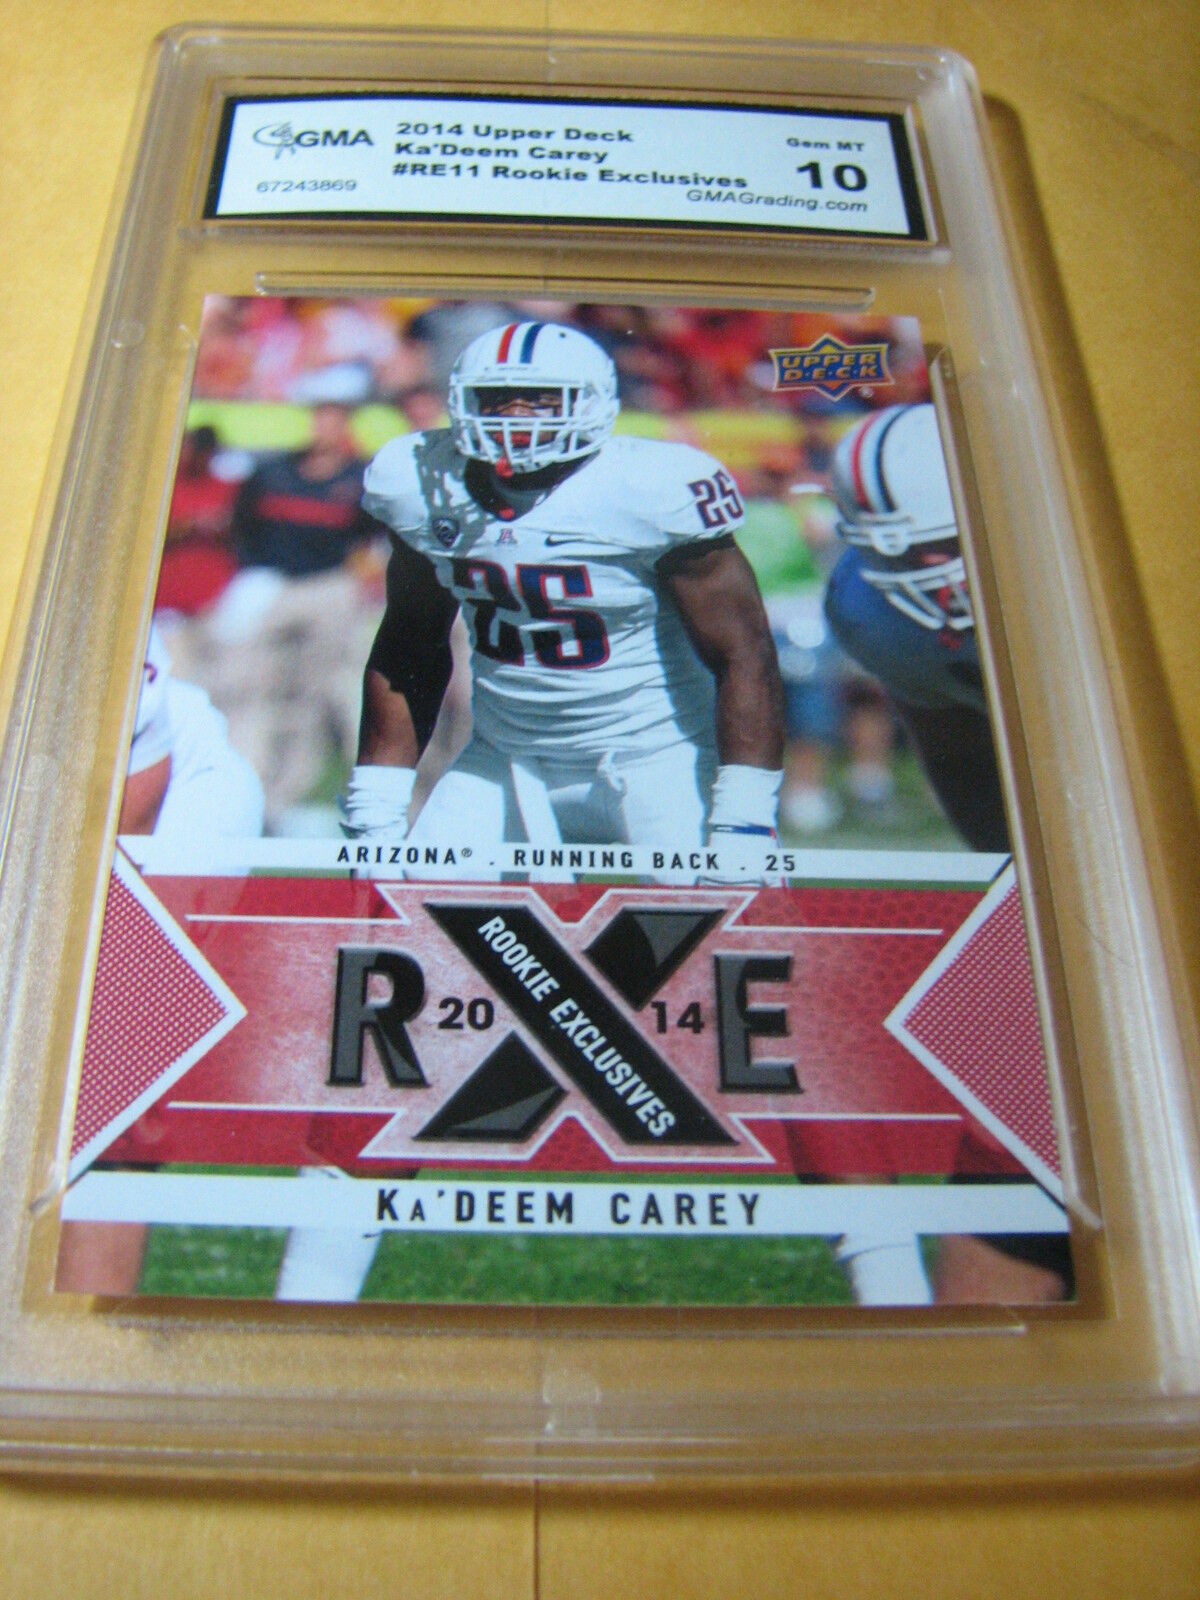 GMA
67243869
2014 Upper Deck
Ka'Deem Carey
#RE11 Rookie Exclusives
Gem MT
10
GMAGrading.com
UPPER
D·E·C·K
25
A
25
ARIZONA® . RUNNING BACK . 25
R 20 X 14 E
ROOKIE EXCLUSIVES
KA'DEEM CAREY